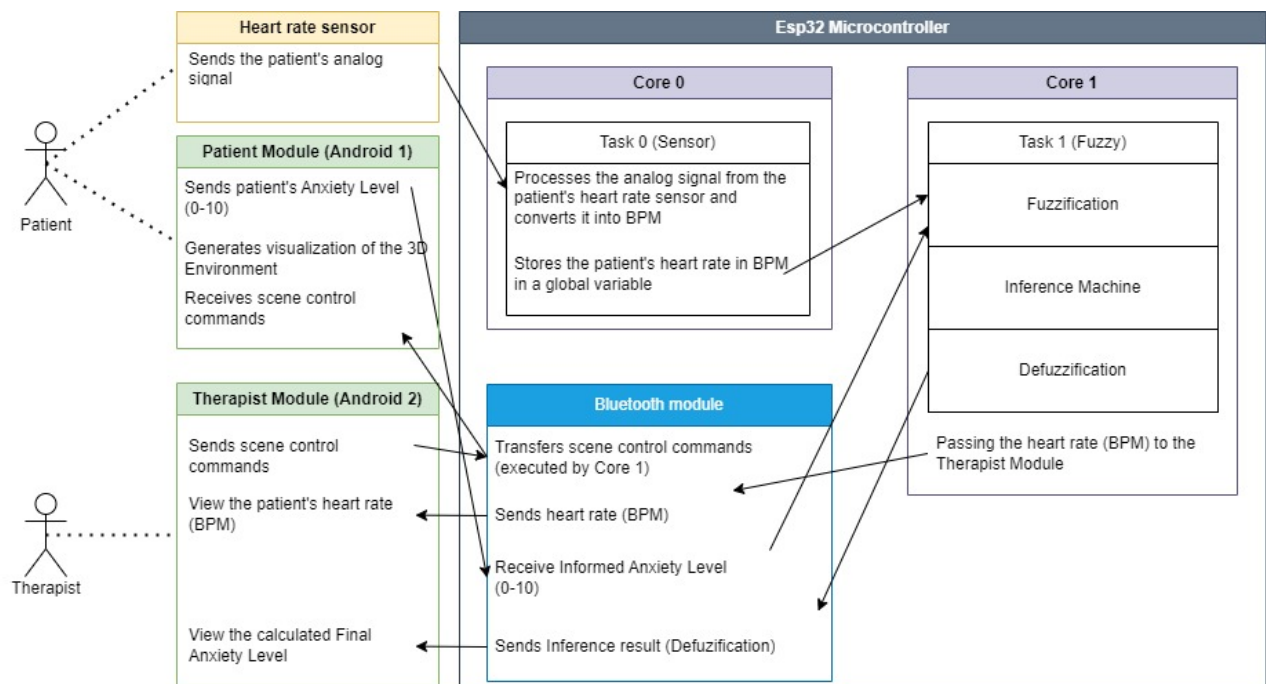 Heart rate sensor
Sends the patient's analog
signal
Patient
Patient Module (Android 1)
Sends patient's Anxiety Level
(0-10)
Generates visualization of the 3D
Environment
Receives scene control
commands
Therapist Module (Android 2)
Sends scene control
commands
View the patient's heart rate
(BPM)
Therapist
View the calculated Final
Anxiety Level
Esp32 Microcontroller
Core 0
Task 0 (Sensor)
Processes the analog signal from the
patient's heart rate sensor and
converts it into BPM
Stores the patient's heart rate in BPM
in a global variable
Bluetooth module
Transfers scene control commands
(executed by Core 1)
Sends heart rate (BPM)
Receive Informed Anxiety Level
(0-10)
Sends Inference result (Defuzification)
Core 1
Task 1 (Fuzzy)
Fuzzification
Inference Machine
Defuzzification
Passing the heart rate (BPM) to the
Therapist Module